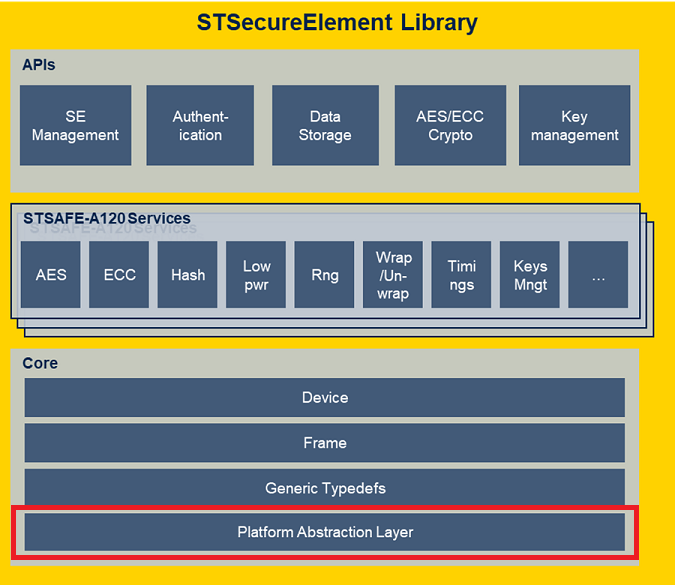 STSecureElement Library
APIs
SE
Management
Authent-
ication
Data
Storage
AES/ECC
Crypto
Key
management
STSAFE-A120 Services
STSAFE-A120 Services
AES
ECC
Hash
Low
pwr
Rng
Wrap
/Un-
wrap
Timi
ngs
Keys
Mngt
...
Core
Device
Frame
Generic Typedefs
Platform Abstraction Layer